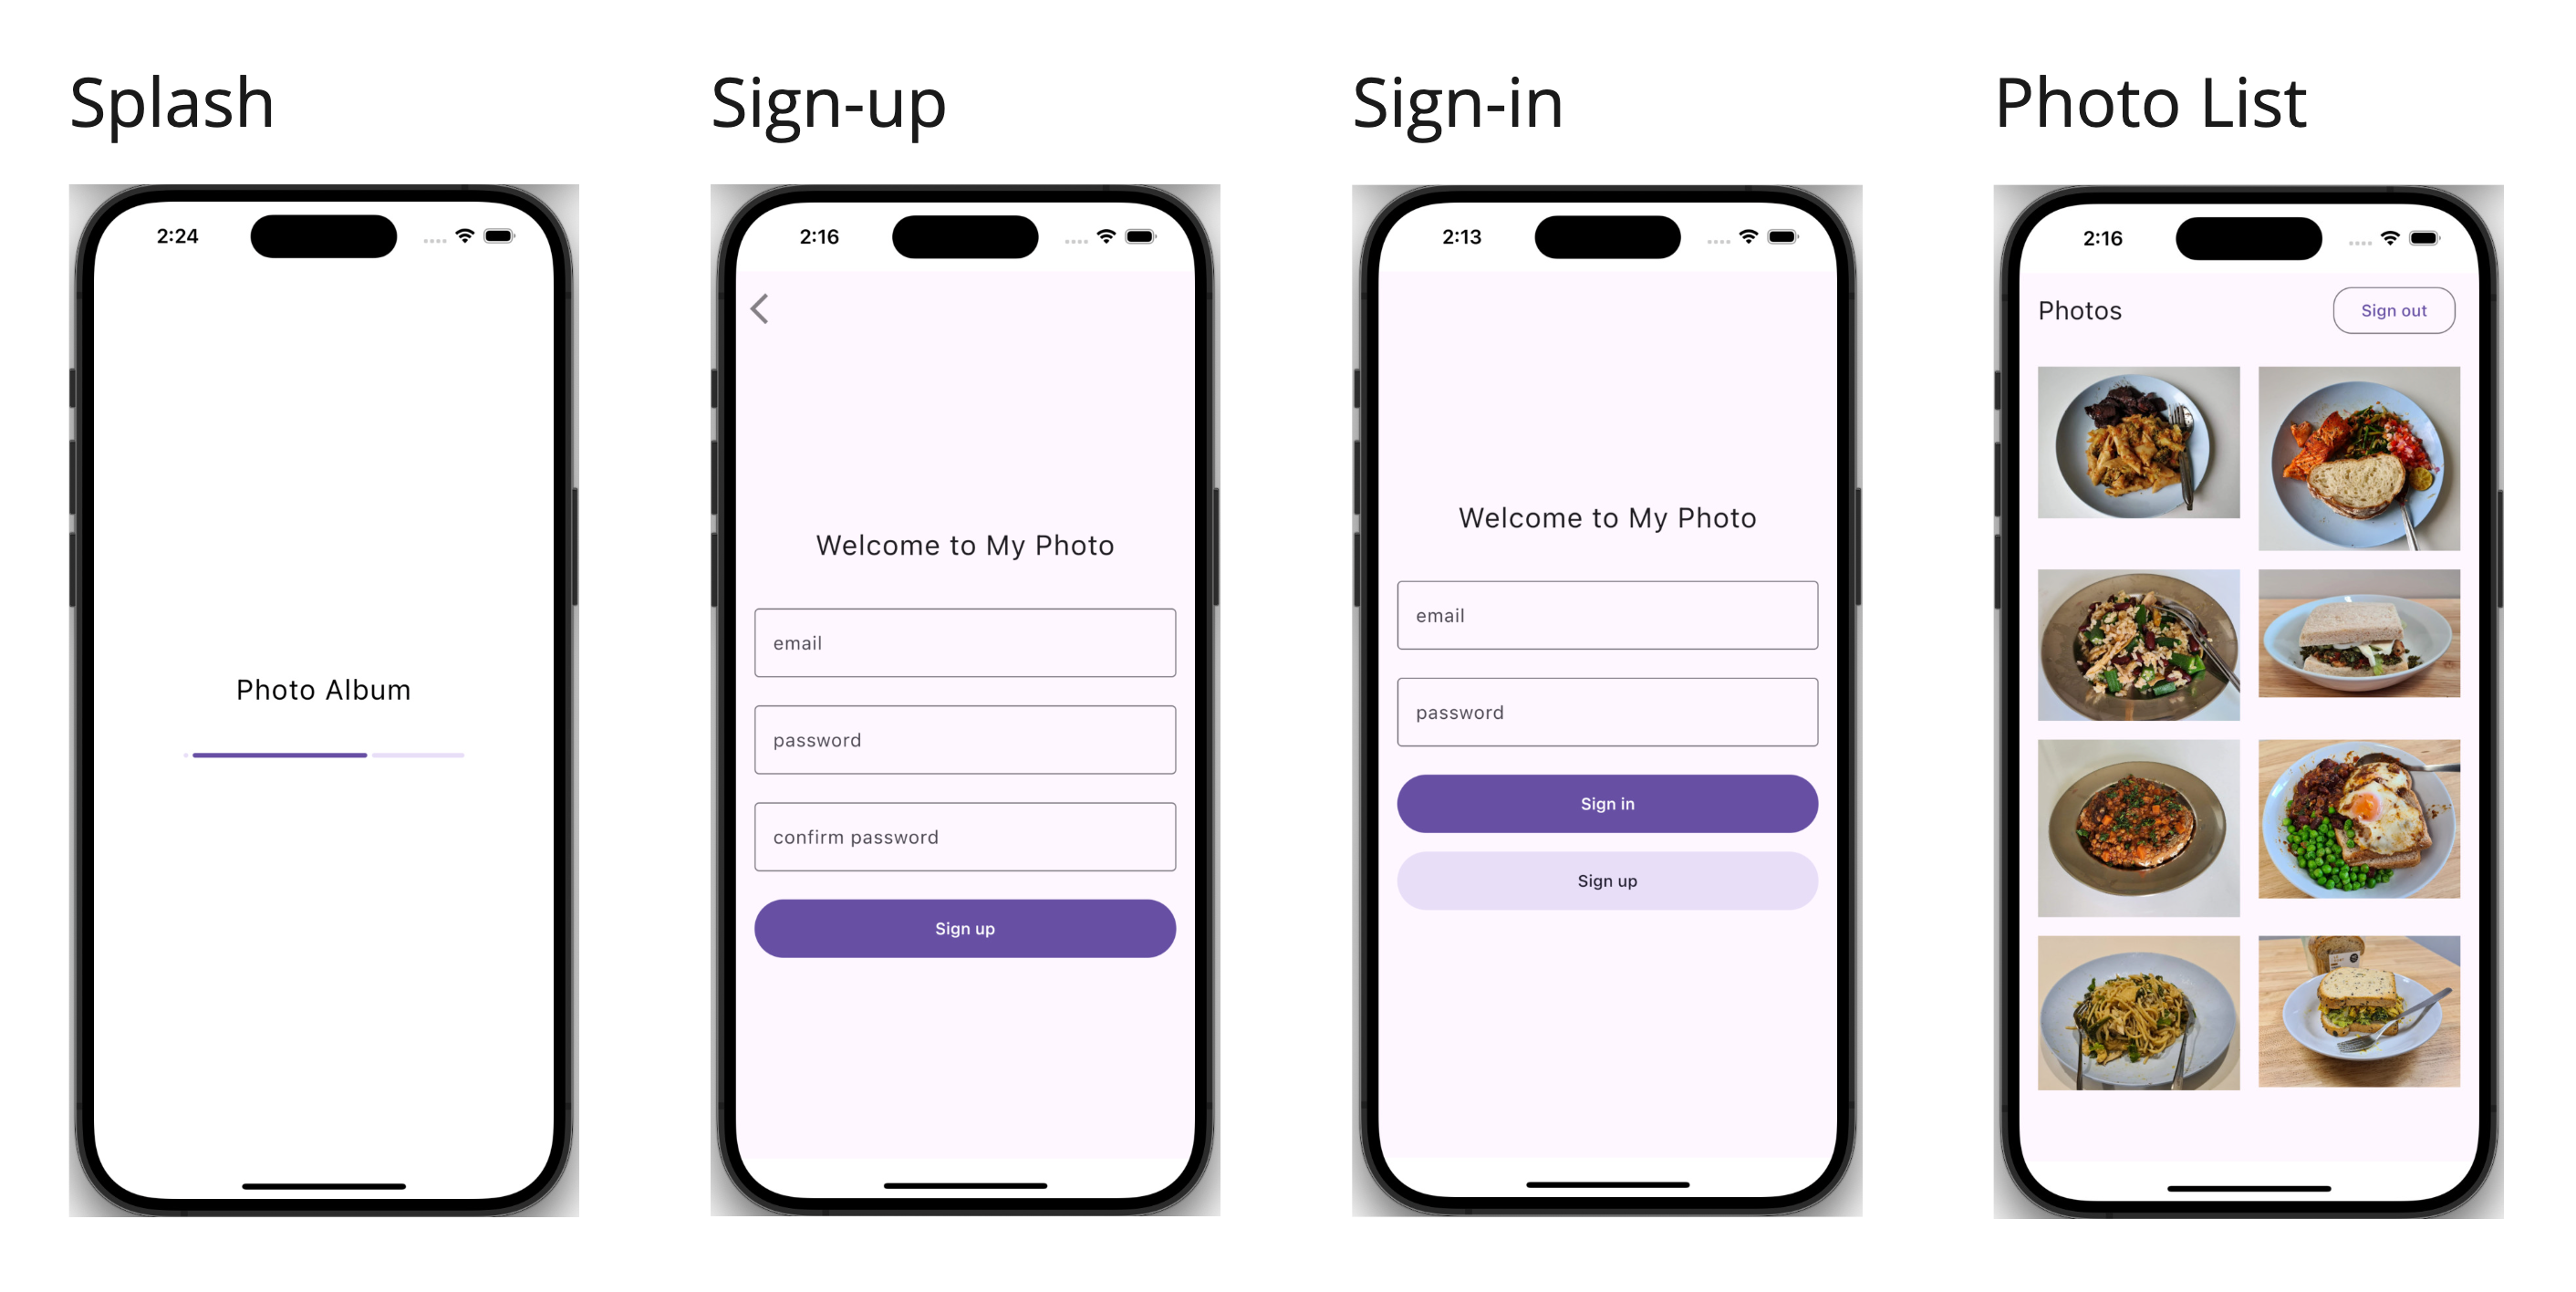 Splash
2:24
Photo Album
Sign-up
2:16
Welcome to My Photo
email
password
confirm password
Sign up
Sign-in
2:13
Welcome to My Photo
email
password
Sign in
Sign up
Photo List
2:16
Photos
Sign out